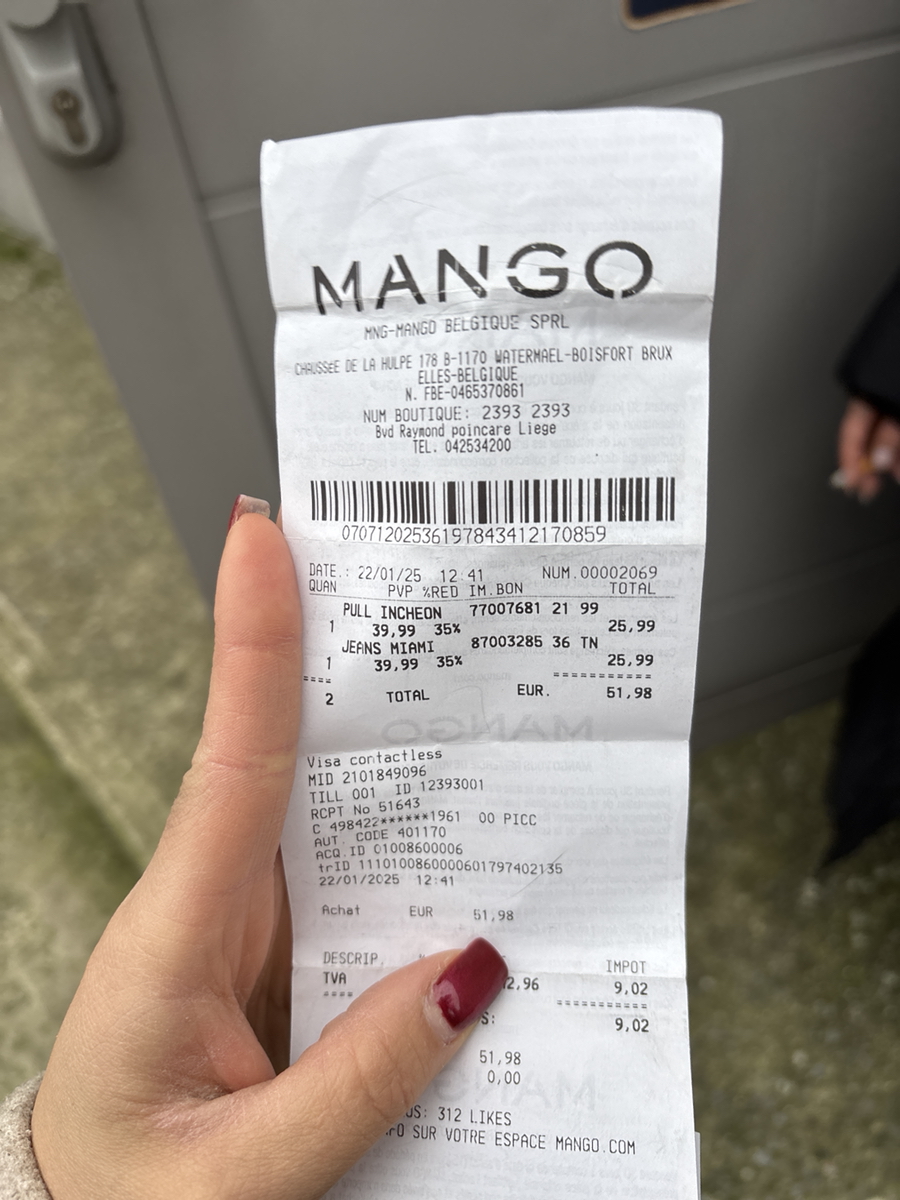 MANGO
MNG-MANGO BELGIQUE SPRL
CHAUSSéE DE LA HULPE 178 B-1170 WATERMAEL-BOISFORT BRUX
ELLES-BELGIQUE
N. FBE-0465370861
NUM BOUTIQUE: 2393 2393
Bvd Raymond poincare Liege
TEL. 042534200
07071202536197843412170859
DATE.: 22/01/25 12 41 NUM.00002069
QUAN PVP %RED IM.BON TOTAL
PULL INCHEON 77007681 21 99
1 39,99 35% 25,99
JEANS MIAMI 87003285 36 TN
1 39,99 35% 25,99
==== ===========
2 TOTAL EUR. 51,98
Visa contactless
MID 2101849096
TILL 001 ID 12393001
RCPT No 51643
C 498422******1961 00 PICC
AUT. CODE 401170
ACQ.ID 01008600006
trID 1110100860000601797402135
22/01/2025 12:41
Achat EUR 51,98
DESCRIP. IMPOT
TVA 2,96 9,02
==== ===========
S: 9,02
51,98
0,00
US: 312 LIKES
SUR VOTRE ESPACE MANGO.COM